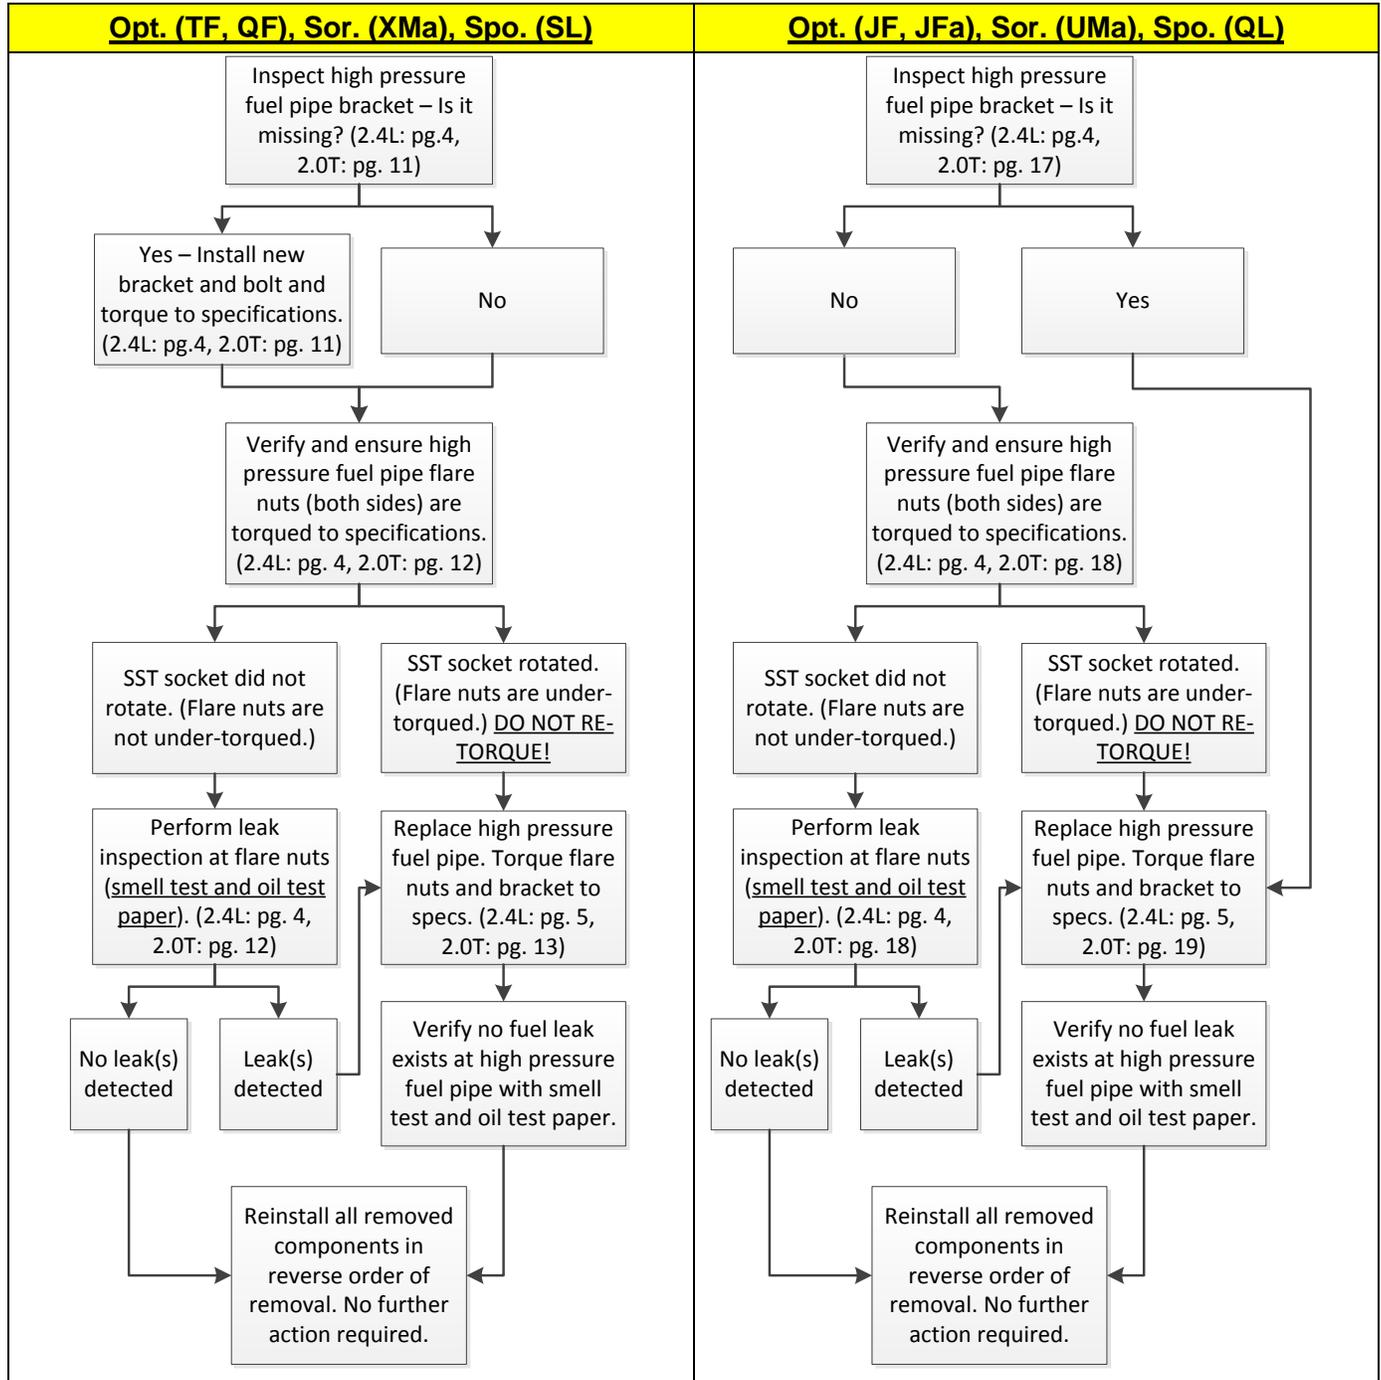 Opt. (TF, QF), Sor. (XMa), Spo. (SL)
Inspect high pressure
fuel pipe bracket – Is it
missing? (2.4L: pg.4,
2.0T: pg. 11)
Yes – Install new
bracket and bolt and
torque to specifications.
(2.4L: pg.4, 2.0T: pg. 11)
No
Verify and ensure high
pressure fuel pipe flare
nuts (both sides) are
torqued to specifications.
(2.4L: pg. 4, 2.0T: pg. 12)
SST socket did not
rotate. (Flare nuts are
not under-torqued.)
SST socket rotated.
(Flare nuts are under-
torqued.) DO NOT RE-
TORQUE!
Perform leak
inspection at flare nuts
(smell test and oil test
paper). (2.4L: pg. 4,
2.0T: pg. 12)
Replace high pressure
fuel pipe. Torque flare
nuts and bracket to
specs. (2.4L: pg. 5,
2.0T: pg. 13)
No leak(s)
detected
Leak(s)
detected
Verify no fuel leak
exists at high pressure
fuel pipe with smell
test and oil test paper.
Reinstall all removed
components in
reverse order of
removal. No further
action required.
Opt. (JF, JFa), Sor. (UMa), Spo. (QL)
Inspect high pressure
fuel pipe bracket – Is it
missing? (2.4L: pg.4,
2.0T: pg. 17)
No
Yes
Verify and ensure high
pressure fuel pipe flare
nuts (both sides) are
torqued to specifications.
(2.4L: pg. 4, 2.0T: pg. 18)
SST socket did not
rotate. (Flare nuts are
not under-torqued.)
SST socket rotated.
(Flare nuts are under-
torqued.) DO NOT RE-
TORQUE!
Perform leak
inspection at flare nuts
(smell test and oil test
paper). (2.4L: pg. 4,
2.0T: pg. 18)
Replace high pressure
fuel pipe. Torque flare
nuts and bracket to
specs. (2.4L: pg. 5,
2.0T: pg. 19)
No leak(s)
detected
Leak(s)
detected
Verify no fuel leak
exists at high pressure
fuel pipe with smell
test and oil test paper.
Reinstall all removed
components in
reverse order of
removal. No further
action required.